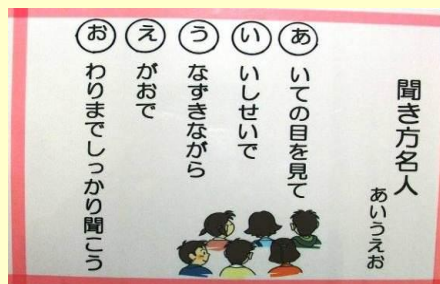 聞き方名人
あいうえお
あいての目を見て
いいしせいで
うなずきながら
えがおで
おわりまでしっかり聞こう